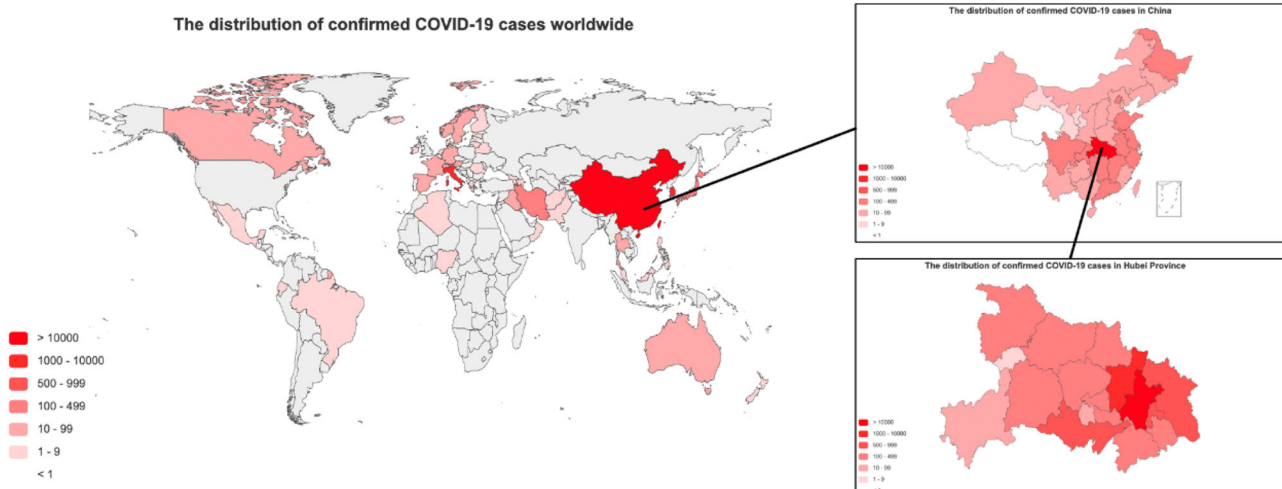 The distribution of confirmed COVID-19 cases worldwide
> 10000
1000 - 10000
500 - 999
100 - 499
10 - 99
1 - 9
< 1
The distribution of confirmed COVID-19 cases in China
> 10000
1000 - 10000
500 - 999
100 - 499
10 - 99
1 - 9
< 1
The distribution of confirmed COVID-19 cases in Hubei Province
> 10000
1000 - 10000
500 - 999
100 - 499
10 - 99
1 - 9